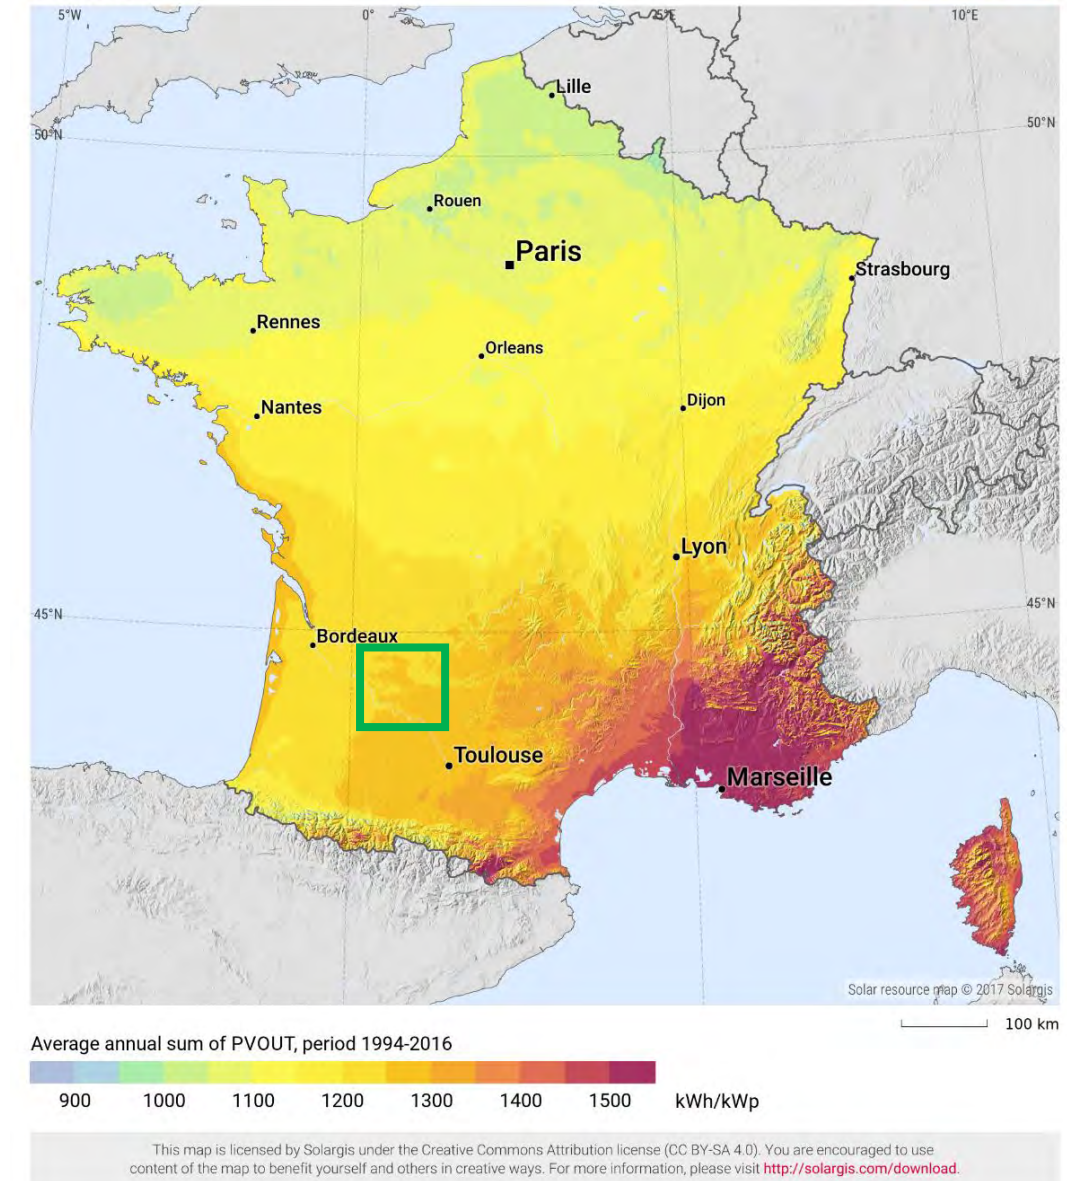 5°W 0° 5°E 10°E
Lille
50°N 50°N
Rouen
Paris
Strasbourg
Rennes
Orleans
Nantes
Dijon
Lyon
45°N 45°N
Bordeaux
Toulouse
Marseille
Solar resource map © 2017 Solargis
100 km
Average annual sum of PVOUT, period 1994-2016
900 1000 1100 1200 1300 1400 1500 kWh/kWp
This map is licensed by Solargis under the Creative Commons Attribution license (CC BY-SA 4.0). You are encouraged to use
content of the map to benefit yourself and others in creative ways. For more information, please visit http://solargis.com/download.